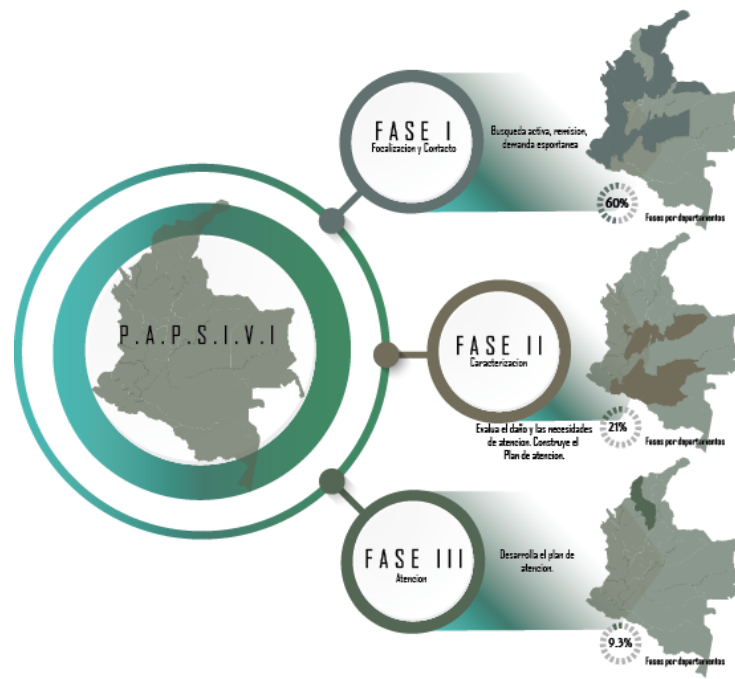 P.A.P.S.I.V.I
FASE I
Focalizacion y Contacto
Busqueda activa, remision,
demanda espontanea
60%
Fases por departamentos
FASE II
Caracterizacion
Evalua el daño y las necesidades
de atencion. Construye el
Plan de atencion.
21%
Fases por departamentos
FASE III
Atencion
Desarrolla el plan de
atencion.
9.3%
Fases por departamentos